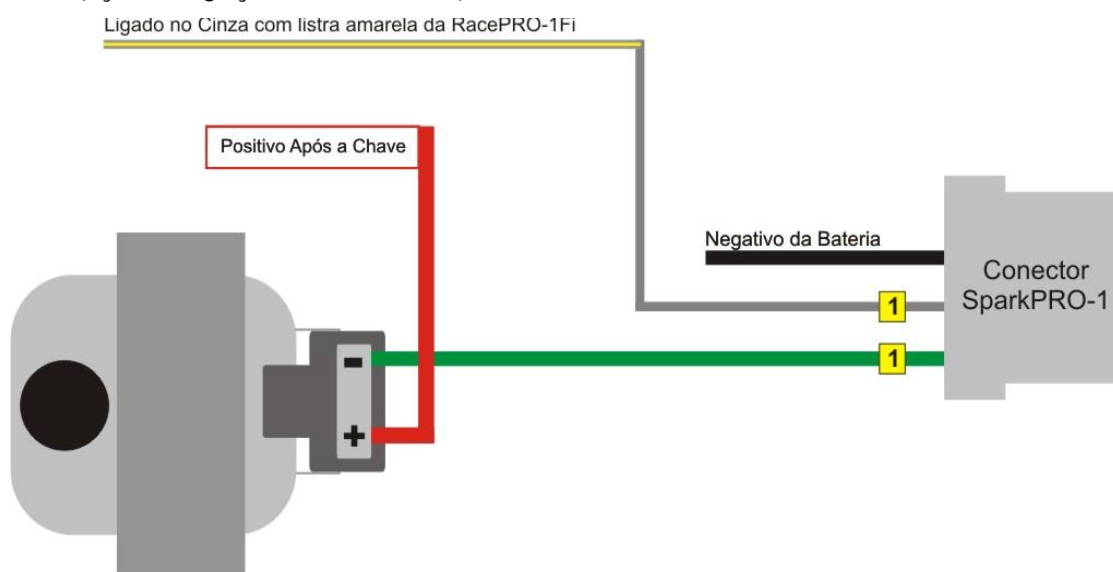 Ligado no Cinza com listra amarela da RacePRO-1Fi
Positivo Após a Chave
Negativo da Bateria
Conector
SparkPRO-1
1
1
-
+